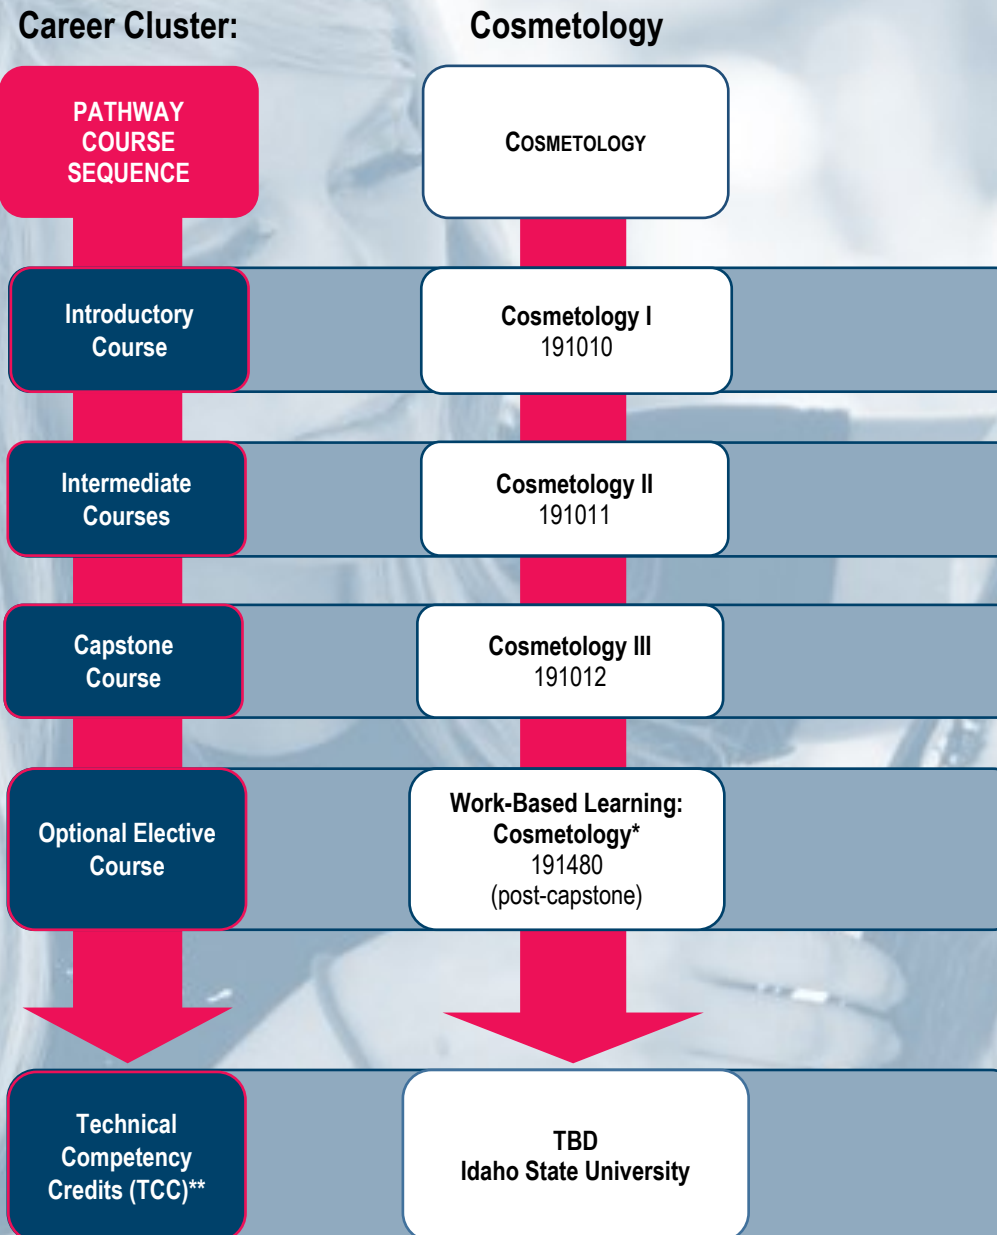 Career Cluster: Cosmetology
PATHWAY
COURSE
SEQUENCE
COSMETOLOGY
Introductory
Course
Cosmetology I
191010
Intermediate
Courses
Cosmetology II
191011
Capstone
Course
Cosmetology III
191012
Optional Elective
Course
Work-Based Learning:
Cosmetology*
191480
(post-capstone)
Technical
Competency
Credits (TCC)**
TBD
Idaho State University